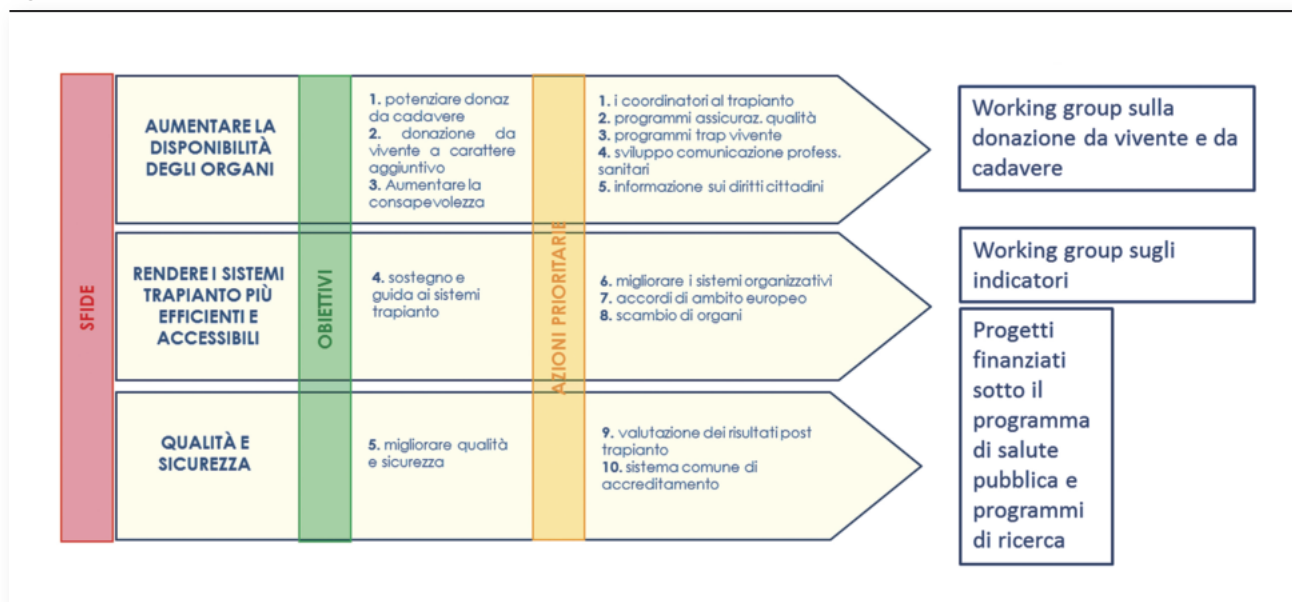 SFIDE
AUMENTARE LA
DISPONIBILITÀ
DEGLI ORGANI
OBIETTIVI
1. potenziare donaz
da cadavere
2. donazione da
vivente a carattere
aggiuntivo
3. Aumentare la
consapevolezza
AZIONI PRIORITARIE
1. i coordinatori al trapianto
2. programmi assicuraz. qualità
3. programmi trap vivente
4. sviluppo comunicazione profess.
sanitari
5. informazione sui diritti cittadini
Working group sulla
donazione da vivente e da
cadavere
RENDERE I SISTEMI
TRAPIANTO PIÙ
EFFICIENTI E
ACCESSIBILI
4. sostegno e
guida ai sistemi
trapianto
6. migliorare i sistemi organizzativi
7. accordi di ambito europeo
8. scambio di organi
Working group sugli
indicatori
QUALITÀ E
SICUREZZA
5. migliorare qualità
e sicurezza
9. valutazione dei risultati post
trapianto
10. sistema comune di
accreditamento
Progetti
finanziati
sotto il
programma
di salute
pubblica e
programmi
di ricerca